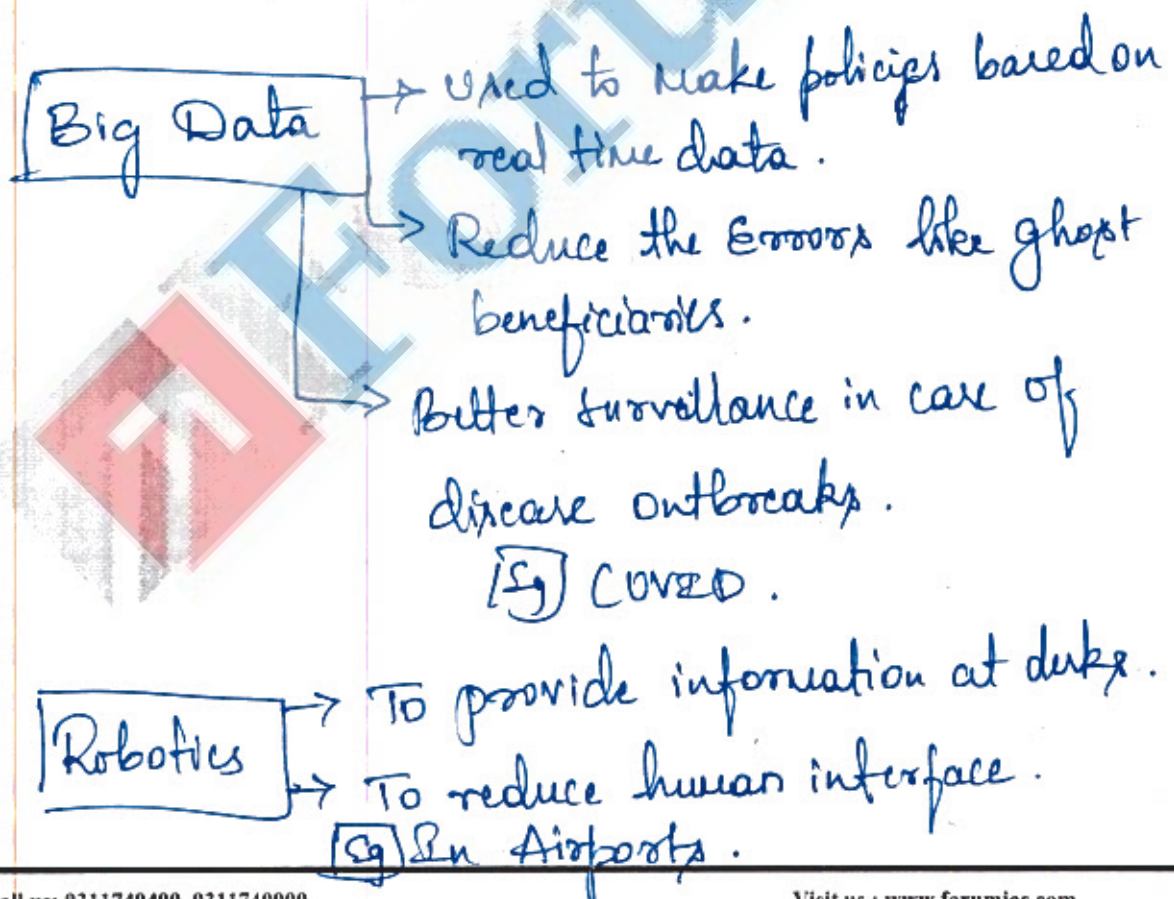 Big Data → Used to make policies based on
real time data.
→ Reduce the Errors like ghost
beneficiaries.
→ Better survellance in case of
disease outbreaks.
Eg COVID.
Robotics → To provide information at desks.
→ To reduce human interface.
Eg In Airports.
Visit us : www.forumias.com